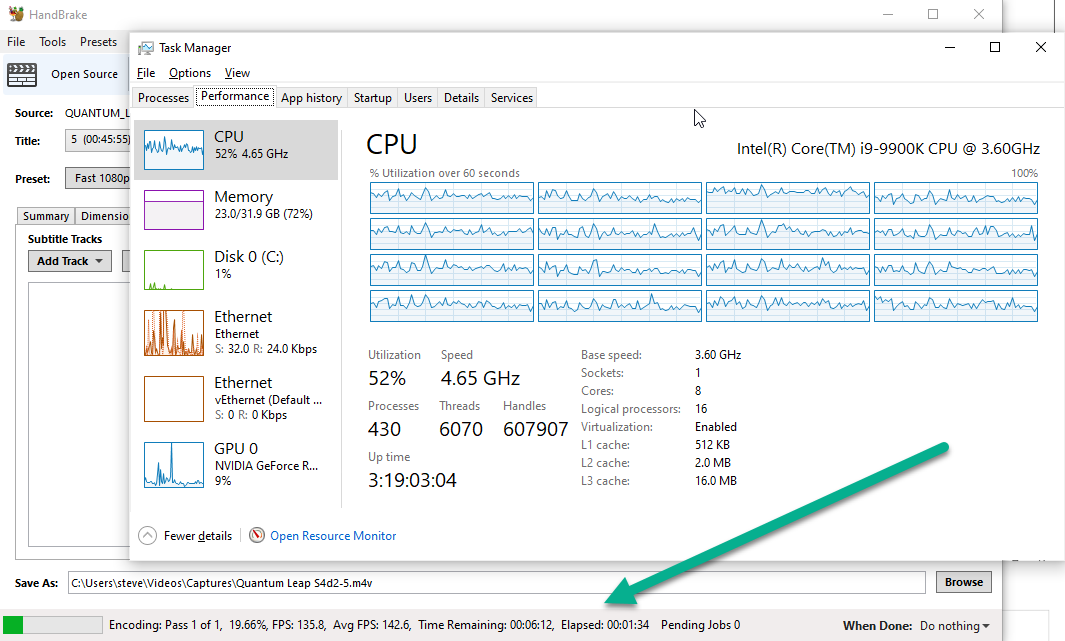 HandBrake
File Tools Presets
Open Source
Source: QUANTUM_L
Title: 5 (00:45:55)
Preset: Fast 1080p
Summary Dimensio
Subtitle Tracks
Add Track
Task Manager
File Options View
Processes Performance App history Startup Users Details Services
CPU
52% 4.65 GHz
Memory
23.0/31.9 GB (72%)
Disk 0 (C:)
1%
Ethernet
Ethernet
S: 32.0 R: 24.0 Kbps
Ethernet
vEthernet (Default ...
S: 0 R: 0 Kbps
GPU 0
NVIDIA GeForce R...
9%
CPU
Intel(R) Core(TM) i9-9900K CPU @ 3.60GHz
% Utilization over 60 seconds 100%
Utilization Speed
52% 4.65 GHz
Processes Threads Handles
430 6070 607907
Up time
3:19:03:04
Base speed: 3.60 GHz
Sockets: 1
Cores: 8
Logical processors: 16
Virtualization: Enabled
L1 cache: 512 KB
L2 cache: 2.0 MB
L3 cache: 16.0 MB
Fewer details Open Resource Monitor
Save As: C:\Users\steve\Videos\Captures\Quantum Leap S4d2-5.m4v Browse
Encoding: Pass 1 of 1, 19.66%, FPS: 135.8, Avg FPS: 142.6, Time Remaining: 00:06:12, Elapsed: 00:01:34 Pending Jobs 0 When Done: Do nothing